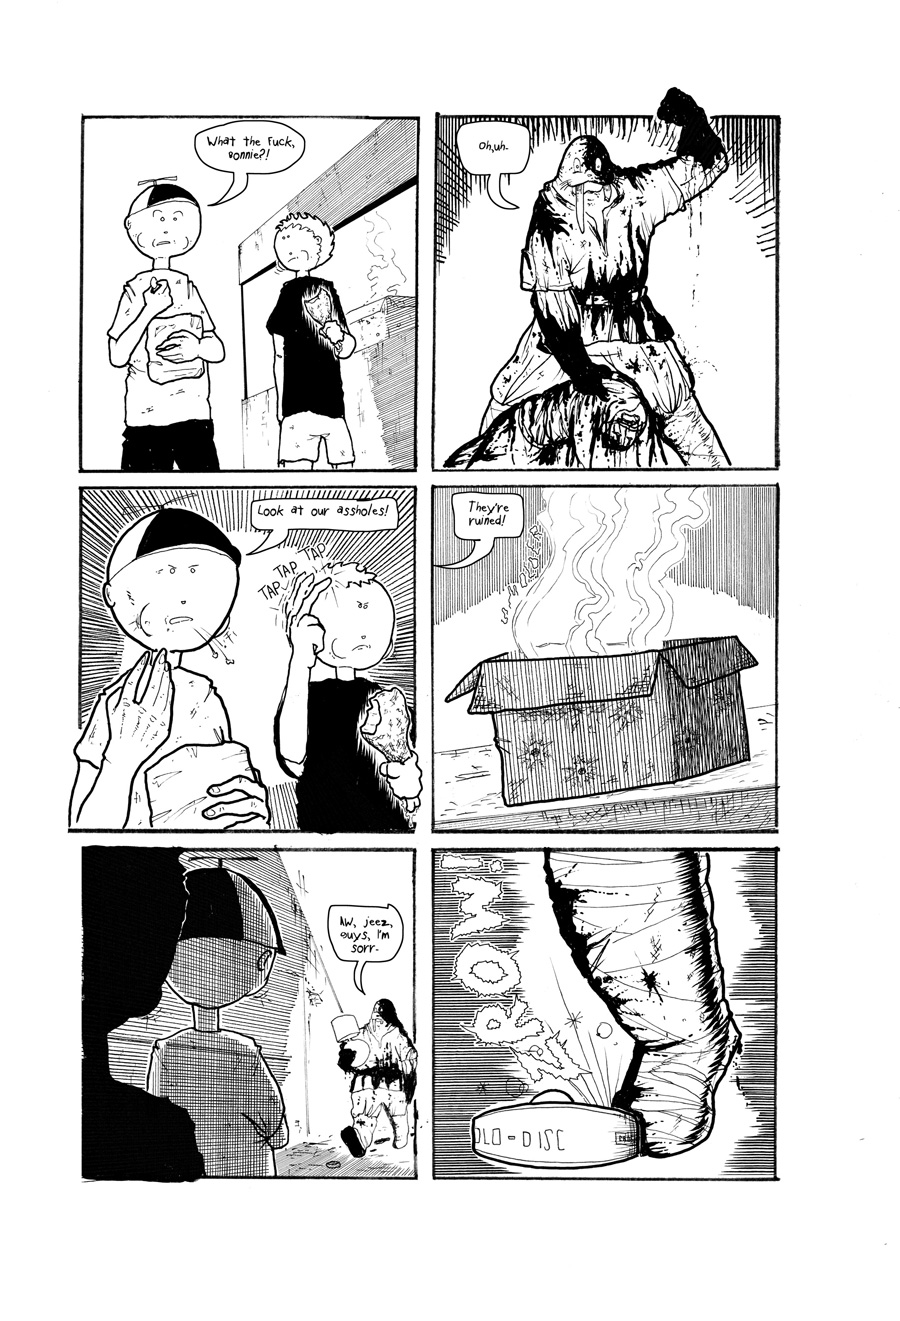 What the Fuck,
Bonnie?!
Oh,uh-
Look at our assholes!
TAP TAP TAP
They're
ruined!
AW, jeez,
guys, I'm
sorr-
OLO-DISC